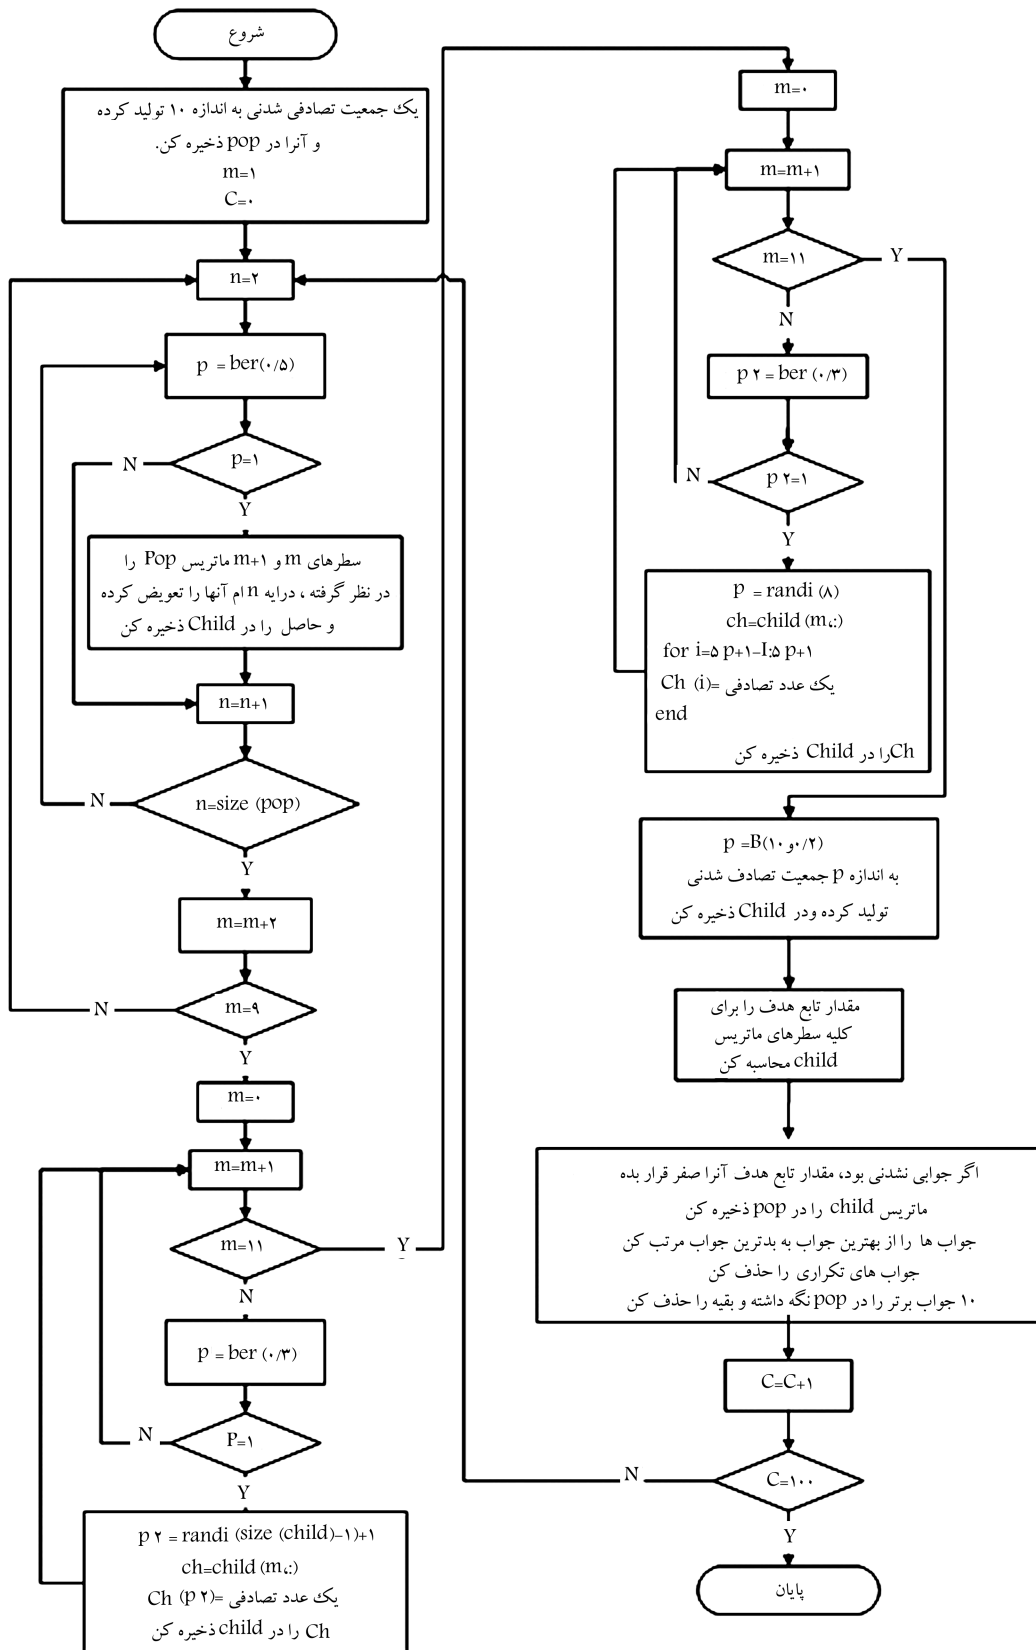 شروع
یک جمعیت تصادفی شدنی به اندازه ۱۰ تولید کرده
و آنرا در pop ذخیره کن.
m=۱
C=۰
n=۲
p = ber(۰/۵)
p=۱
N
Y
سطرهای m و m+۱ ماتریس Pop را
در نظر گرفته ، درایه n ام آنها را تعویض کرده
و حاصل را در Child ذخیره کن
n=n+۱
n=size (pop)
N
Y
m=m+۲
m=۹
N
Y
m=۰
m=m+۱
m=۱۱
Y
N
p = ber (۰/۳)
P=۱
N
Y
p ۲ = randi (size (child)-۱)+۱
ch=child (m،:)
Ch (p ۲)= یک عدد تصادفی
Ch را در child ذخیره کن
m=۰
m=m+۱
m=۱۱
Y
N
p ۲ = ber (۰/۳)
p ۲=۱
N
Y
p = randi (۸)
ch=child (m،:)
for i=۵ p+۱-I:۵ p+۱
Ch (i)= یک عدد تصادفی
end
Ch را در Child ذخیره کن
p =B(۱۰ و ۰/۲)
به اندازه p جمعیت تصادف شدنی
تولید کرده ودر Child ذخیره کن
مقدار تابع هدف را برای
کلیه سطرهای ماتریس
child محاسبه کن
اگر جوابی نشدنی بود، مقدار تابع هدف آنرا صفر قرار بده
ماتریس child را در pop ذخیره کن
جواب ها را از بهترین جواب به بدترین جواب مرتب کن
جواب های تکراری را حذف کن
۱۰ جواب برتر را در pop نگه داشته و بقیه را حذف کن
C=C+۱
C=۱۰۰
N
Y
پایان